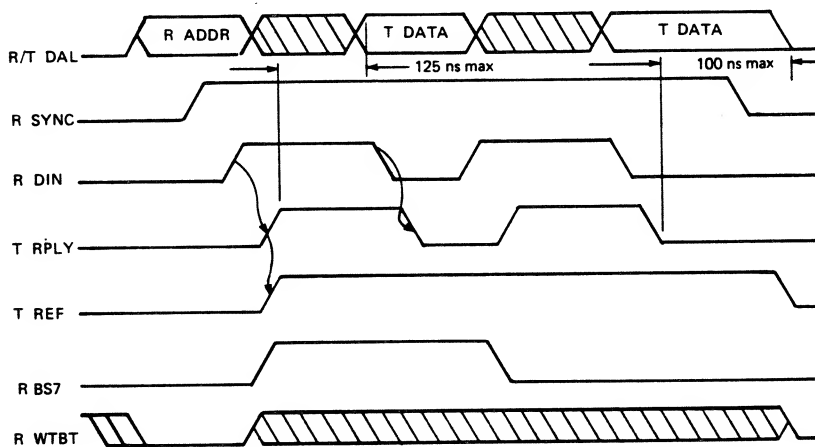 R ADDR
T DATA
T DATA
R/T DAL
125 ns max
100 ns max
R SYNC
R DIN
T RPLY
T REF
R BS7
R WTBT